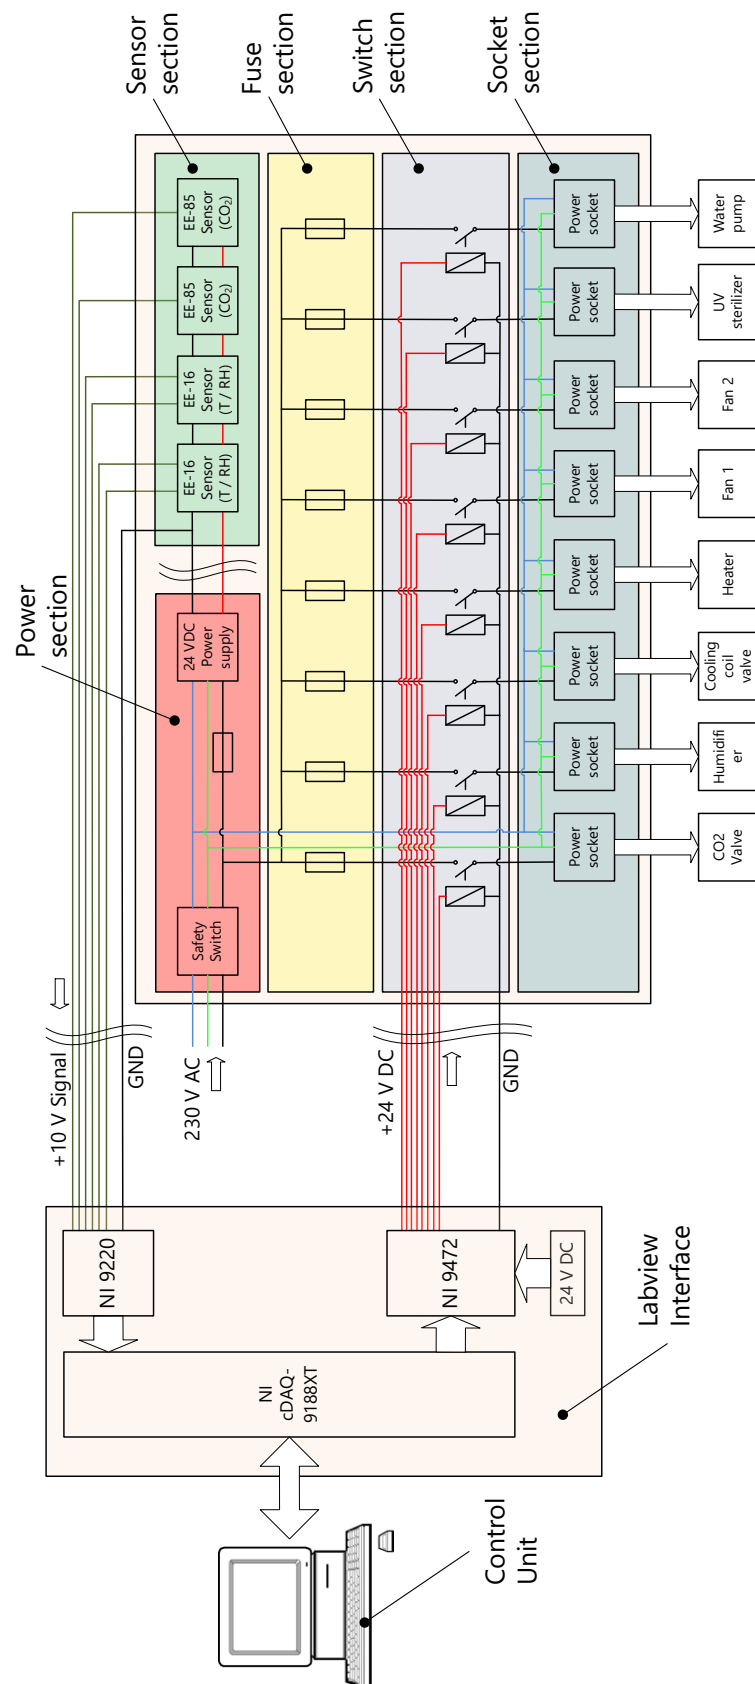 Control
Unit
Labview
Interface
NI
cDAQ-
9188XT
NI 9220
NI 9472
24 V DC
+10 V Signal
GND
230 V AC
+24 V DC
GND
Power
section
Sensor
section
Fuse
section
Switch
section
Socket
section
Safety
Switch
24 VDC
Power
supply
EE-16
Sensor
(T / RH)
EE-16
Sensor
(T / RH)
EE-85
Sensor
(CO₂)
EE-85
Sensor
(CO₂)
Power
socket
Power
socket
Power
socket
Power
socket
Power
socket
Power
socket
Power
socket
Power
socket
CO2
Valve
Humidifi
er
Cooling
coil
valve
Heater
Fan 1
Fan 2
UV
sterilizer
Water
pump